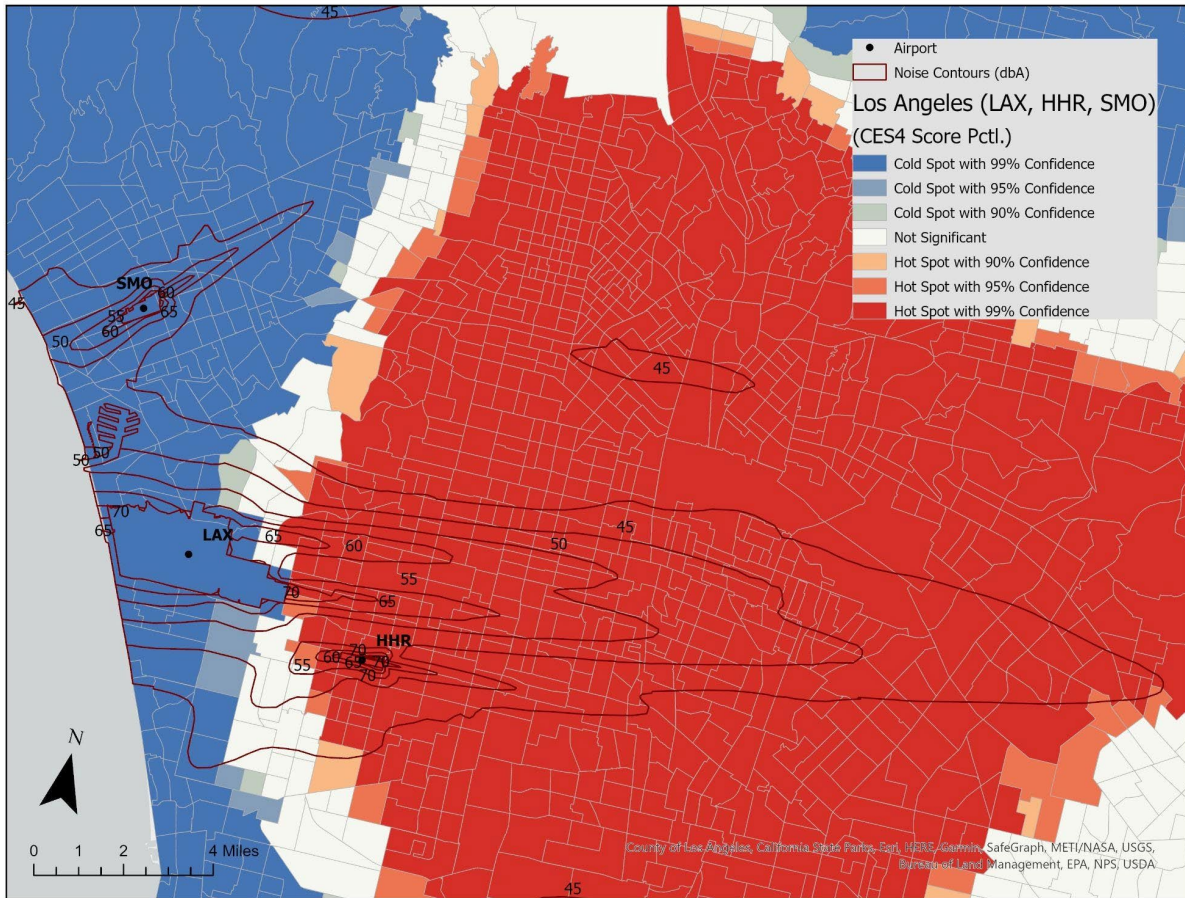 45
Airport
Noise Contours (dbA)
Los Angeles (LAX, HHR, SMO)
(CES4 Score Pctl.)
Cold Spot with 99% Confidence
Cold Spot with 95% Confidence
Cold Spot with 90% Confidence
Not Significant
Hot Spot with 90% Confidence
Hot Spot with 95% Confidence
Hot Spot with 99% Confidence
SMO
60
45
55
65
60
50
45
50
50
70
65
LAX
65
60
45
50
55
70
65
HHR
70
55
60
65
70
70
45
N
0 1 2 4 Miles
County of Los Angeles, California State Parks, Esri, HERE, Garmin, SafeGraph, METI/NASA, USGS,
Bureau of Land Management, EPA, NPS, USDA
45